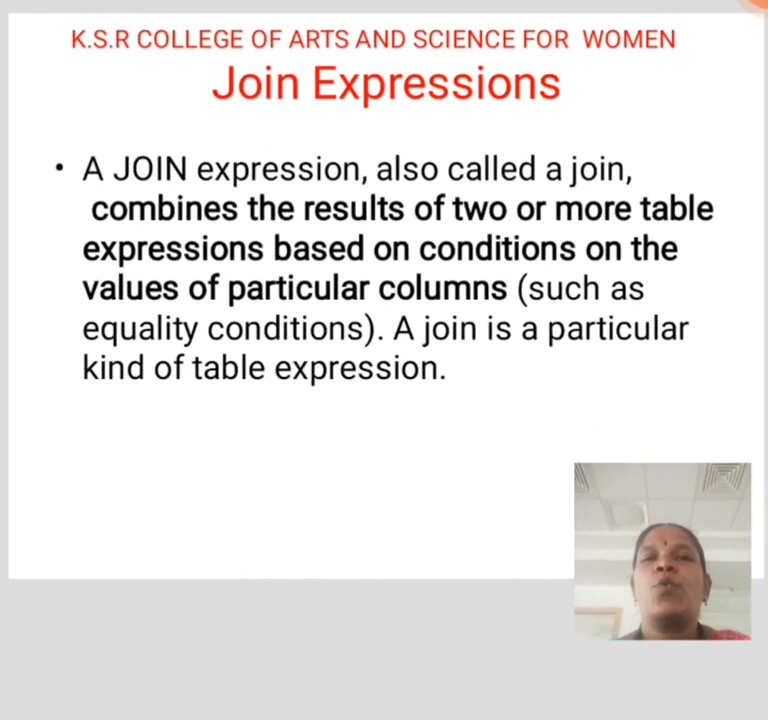 K.S.R COLLEGE OF ARTS AND SCIENCE FOR WOMEN
Join Expressions
• A JOIN expression, also called a join,
combines the results of two or more table
expressions based on conditions on the
values of particular columns (such as
equality conditions). A join is a particular
kind of table expression.